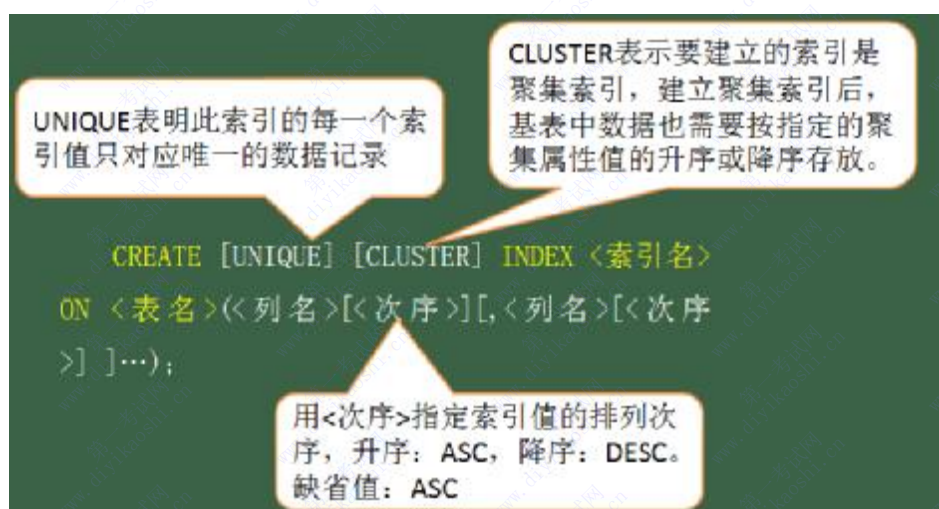 CLUSTER表示要建立的索引是
聚集索引，建立聚集索引后，
基表中数据也需要按指定的聚
集属性值的升序或降序存放。
UNIQUE表明此索引的每一个索
引值只对应唯一的数据记录
CREATE [UNIQUE] [CLUSTER] INDEX <索引名>
ON <表名>(<列名>[<次序>][,<列名>[<次序
>] ]…);
用<次序>指定索引值的排列次
序，升序：ASC，降序：DESC。
缺省值：ASC